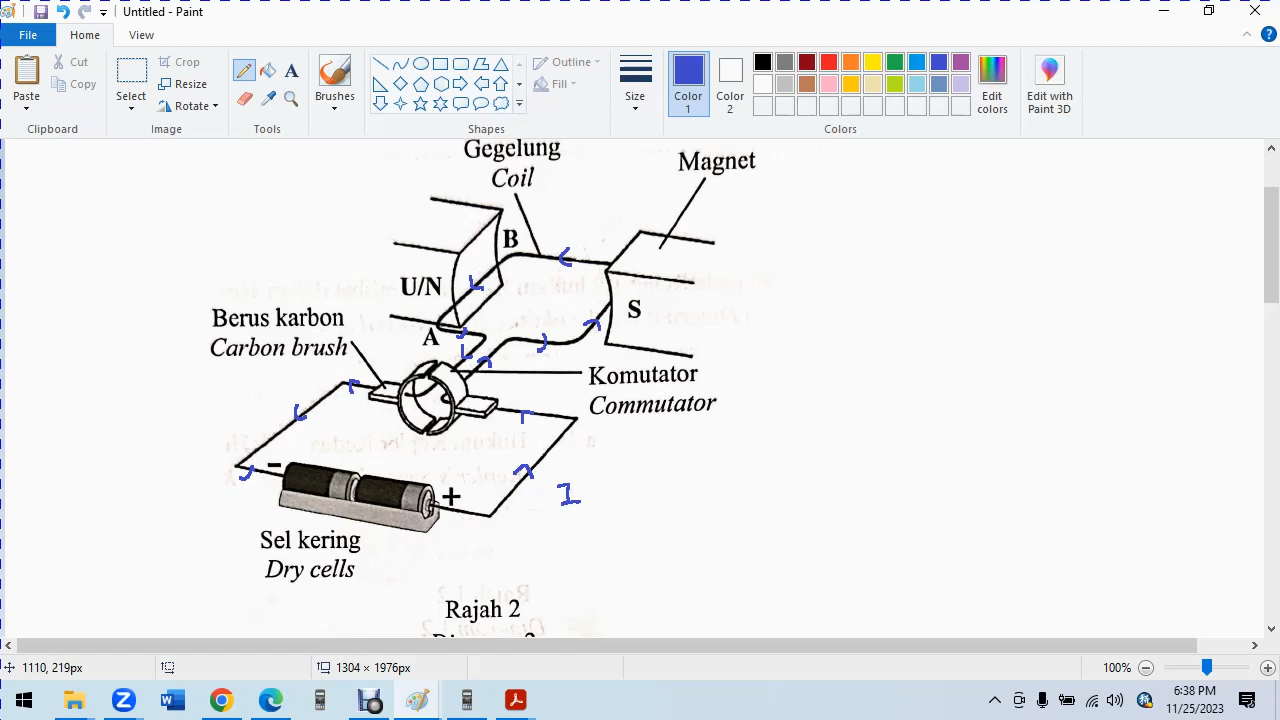 Untitled - Paint
File
Home
View
Paste
Cut
Copy
Clipboard
Select
Crop
Resize
Rotate
Image
A
Tools
Brushes
Outline
Fill
Shapes
Size
Color
1
Color
2
Edit
colors
Colors
Edit with
Paint 3D
Gegelung
Coil
Magnet
B
U/N
S
A
Berus karbon
Carbon brush
Komutator
Commutator
-
+
I
Sel kering
Dry cells
Rajah 2
1110, 219px
1304 × 1976px
100%
6:38 PM
11/25/2023